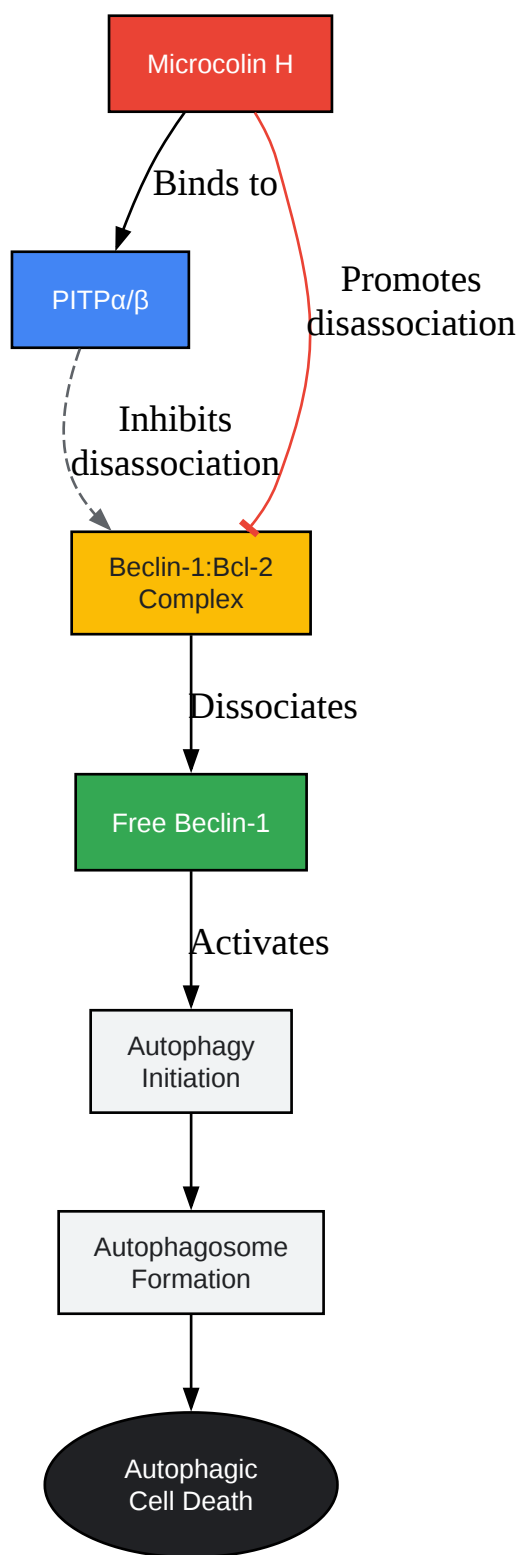 Microcolin H
Binds to
PITPα/β
Promotes
disassociation
Inhibits
disassociation
Beclin-1:Bcl-2
Complex
Dissociates
Free Beclin-1
Activates
Autophagy
Initiation
Autophagosome
Formation
Autophagic
Cell Death